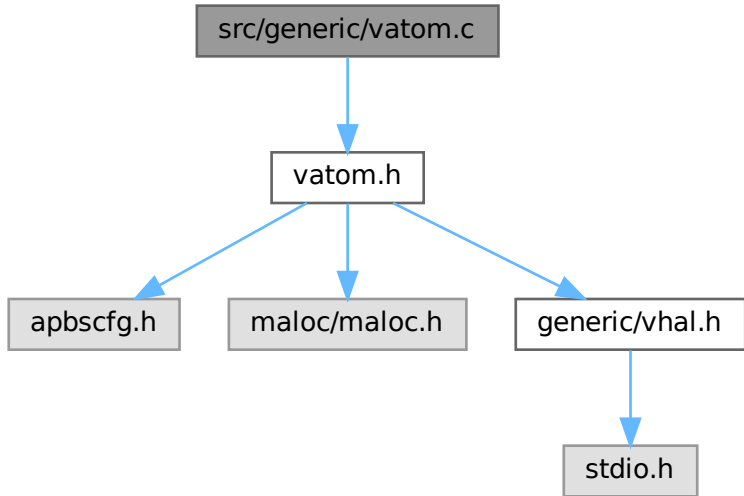 src/generic/vatom.c
vatom.h
apbscfg.h
maloc/maloc.h
generic/vhal.h
stdio.h